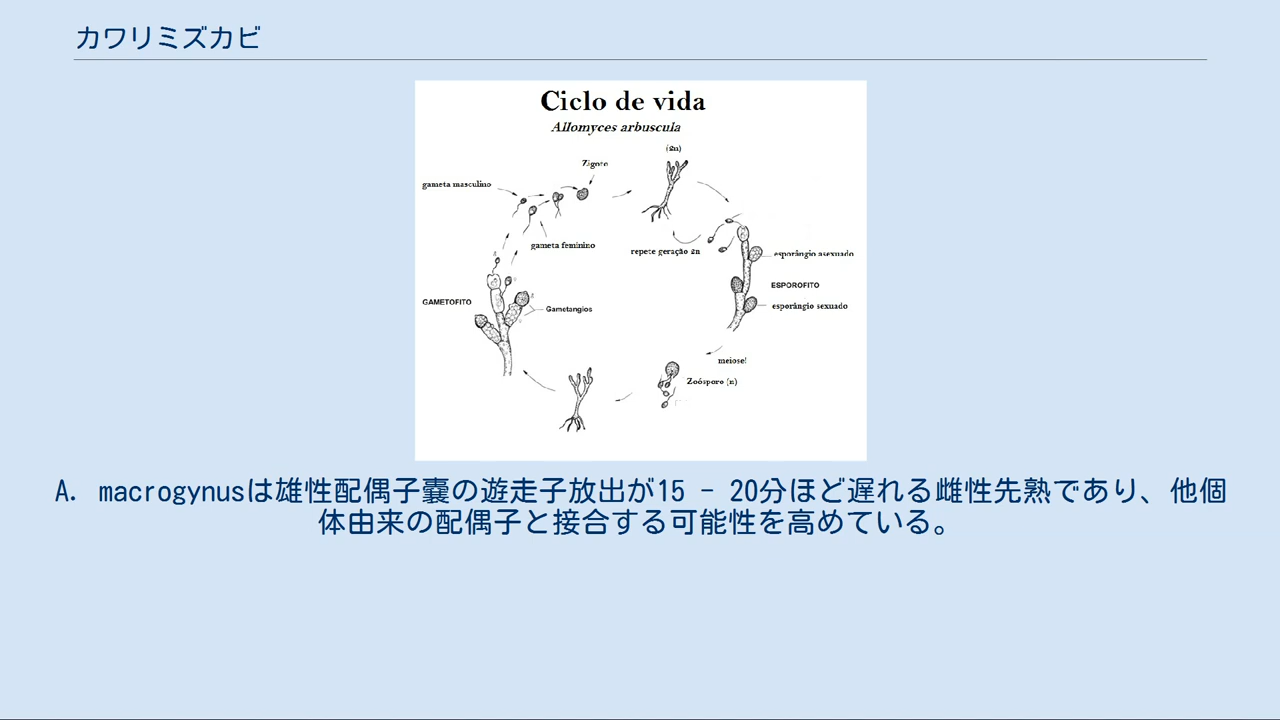 カワリミズカビ
Ciclo de vida
Allomyces arbuscula
(2n)
Zigoto
gameta masculino
gameta feminino
repete geração 2n
esporângio asexuado
ESPOROFITO
esporângio sexuado
GAMETOFITO
Gametangios
meiose!
Zoósporo (n)
A. macrogynusは雄性配偶子嚢の遊走子放出が15 - 20分ほど遅れる雌性先熟であり、他個
体由来の配偶子と接合する可能性を高めている。